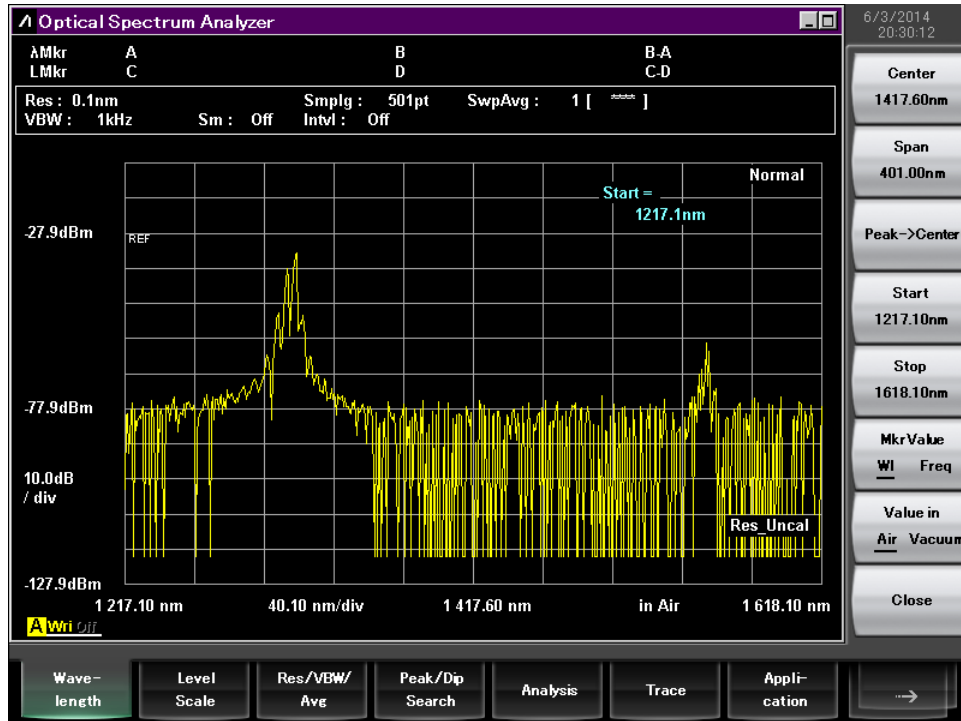 Optical Spectrum Analyzer
6/3/2014
20:30:12
λMkr A B B-A
LMkr C D C-D
Res : 0.1nm Smplg : 501pt SwpAvg : 1 [ **** ]
VBW : 1kHz Sm : Off Intvl : Off
Normal
Start =
1217.1nm
-27.9dBm
REF
-77.9dBm
10.0dB
/ div
Res_Uncal
-127.9dBm
1 217.10 nm 40.10 nm/div 1 417.60 nm in Air 1 618.10 nm
A Wri Off
Center
1417.60nm
Span
401.00nm
Peak->Center
Start
1217.10nm
Stop
1618.10nm
MkrValue
Wl Freq
Value in
Air Vacuum
Close
Wave-
length
Level
Scale
Res/VBW/
Avg
Peak/Dip
Search
Analysis
Trace
Appli-
cation